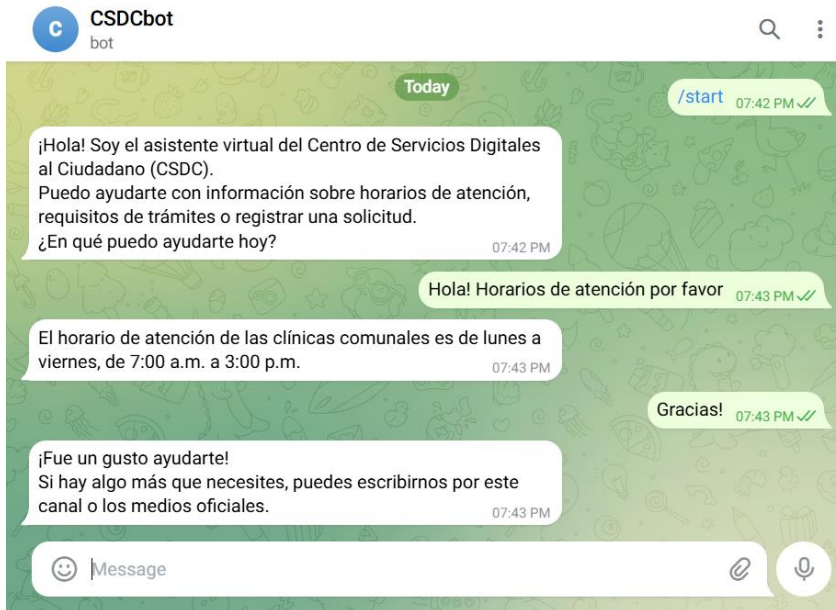 C
CSDCbot
bot
Today
/start 07:42 PM
¡Hola! Soy el asistente virtual del Centro de Servicios Digitales
al Ciudadano (CSDC).
Puedo ayudarte con información sobre horarios de atención,
requisitos de trámites o registrar una solicitud.
¿En qué puedo ayudarte hoy?
07:42 PM
Hola! Horarios de atención por favor 07:43 PM
El horario de atención de las clínicas comunales es de lunes a
viernes, de 7:00 a.m. a 3:00 p.m.
07:43 PM
Gracias! 07:43 PM
¡Fue un gusto ayudarte!
Si hay algo más que necesites, puedes escribirnos por este
canal o los medios oficiales.
07:43 PM
Message